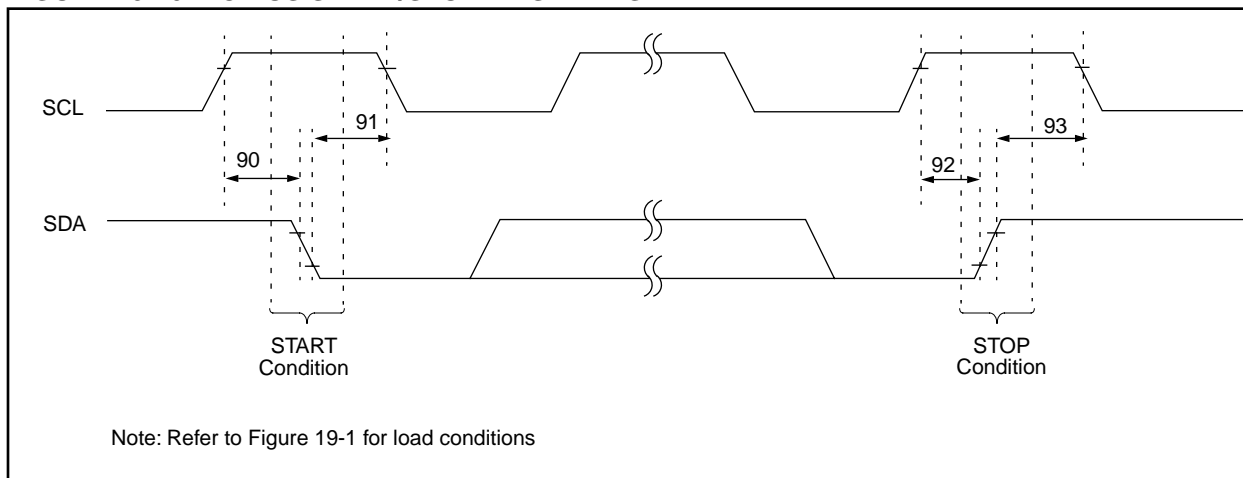 SCL
91
93
90
92
SDA
START
Condition
STOP
Condition
Note: Refer to Figure 19-1 for load conditions